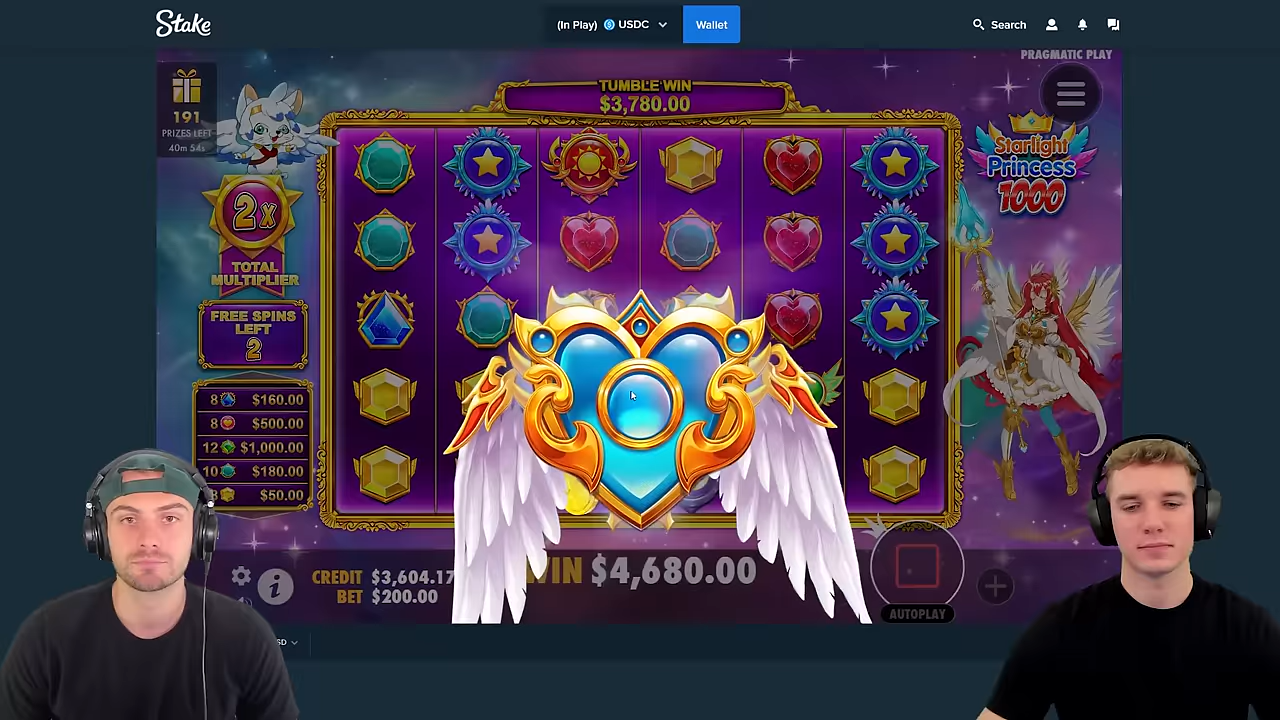 Stake
(In Play) USDC
Wallet
Search
PRAGMATIC PLAY
191
PRIZES LEFT
40m 54s
TUMBLE WIN
$3,780.00
Starlight
Princess
1000
2x
TOTAL
MULTIPLIER
FREE SPINS
LEFT
2
8 $160.00
8 $500.00
12 $1,000.00
10 $180.00
8 $50.00
CREDIT $3,604.17
BET $200.00
WIN $4,680.00
AUTOPLAY